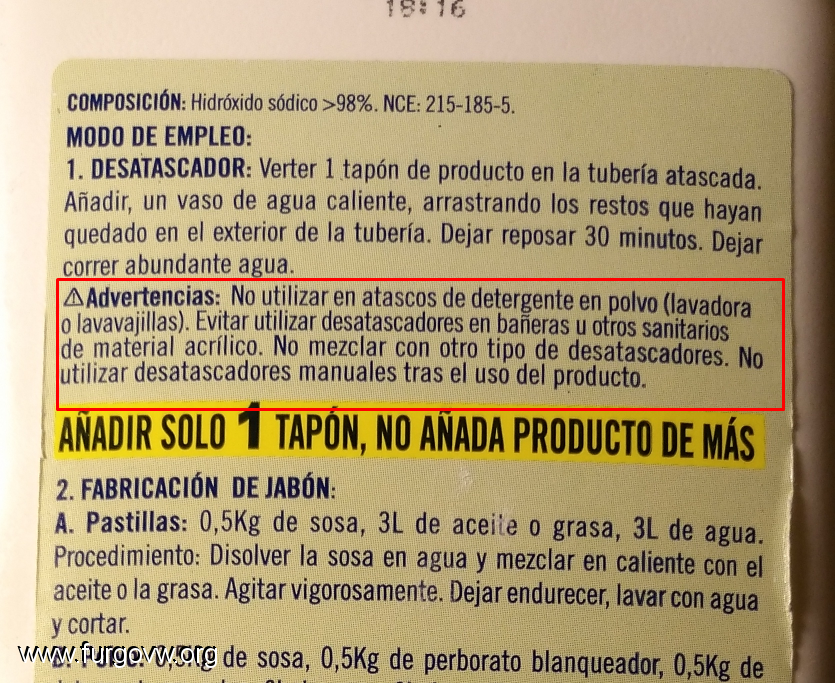 18:16
COMPOSICIÓN: Hidróxido sódico >98%. NCE: 215-185-5.
MODO DE EMPLEO:
1. DESATASCADOR: Verter 1 tapón de producto en la tubería atascada.
Añadir, un vaso de agua caliente, arrastrando los restos que hayan
quedado en el exterior de la tubería. Dejar reposar 30 minutos. Dejar
correr abundante agua.
⚠Advertencias: No utilizar en atascos de detergente en polvo (lavadora
o lavavajillas). Evitar utilizar desatascadores en bañeras u otros sanitarios
de material acrílico. No mezclar con otro tipo de desatascadores. No
utilizar desatascadores manuales tras el uso del producto.
AÑADIR SOLO 1 TAPÓN, NO AÑADA PRODUCTO DE MÁS
2. FABRICACIÓN DE JABÓN:
A. Pastillas: 0,5Kg de sosa, 3L de aceite o grasa, 3L de agua.
Procedimiento: Disolver la sosa en agua y mezclar en caliente con el
aceite o la grasa. Agitar vigorosamente. Dejar endurecer, lavar con agua
y cortar.
de sosa, 0,5Kg de perborato blanqueador, 0,5Kg de
www.furgovw.org